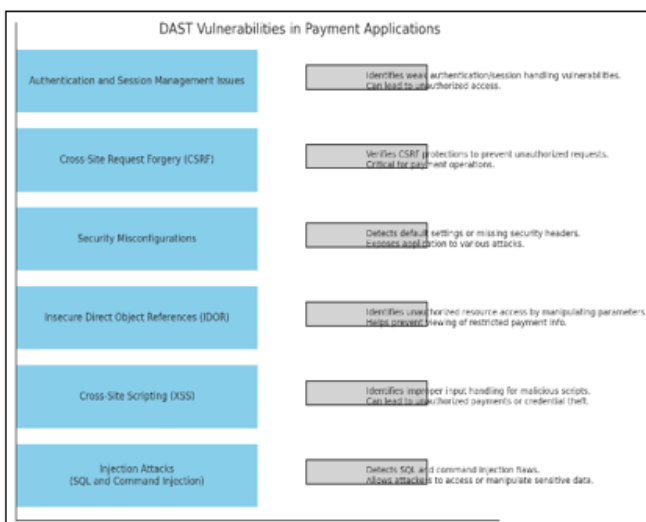 DAST Vulnerabilities in Payment Applications
Authentication and Session Management Issues
Identifies weak authentication/session handling vulnerabilities.
Can lead to unauthorized access.
Cross-Site Request Forgery (CSRF)
Verifies CSRF protections to prevent unauthorized requests.
Critical for payment operations.
Security Misconfigurations
Detects default settings or missing security headers.
Exposes application to various attacks.
Insecure Direct Object References (IDOR)
Identifies unauthorized resource access by manipulating parameters
Helps prevent viewing of restricted payment info.
Cross-Site Scripting (XSS)
Identifies improper input handling for malicious scripts.
Can lead to unauthorized payments or credential theft.
Injection Attacks
(SQL and Command Injection)
Detects SQL and command injection flaws.
Allows attackers to access or manipulate sensitive data.